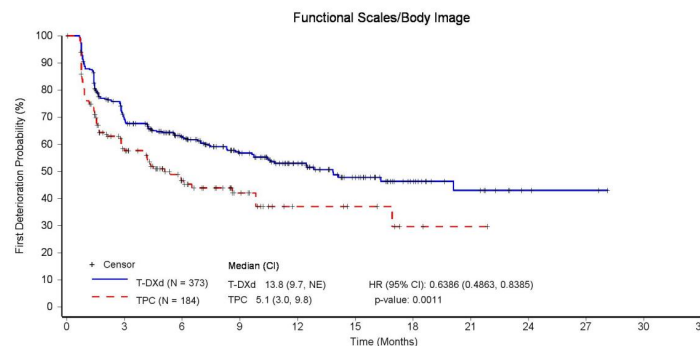 Functional Scales/Body Image
First Deterioration Probability (%)
100
90
80
70
60
50
40
30
20
10
0
+ Censor
Median (CI)
T-DXd (N = 373) T-DXd 13.8 (9.7, NE) HR (95% CI): 0.6386 (0.4863, 0.8385)
TPC (N = 184) TPC 5.1 (3.0, 9.8) p-value: 0.0011
0 3 6 9 12 15 18 21 24 27 30
Time (Months)